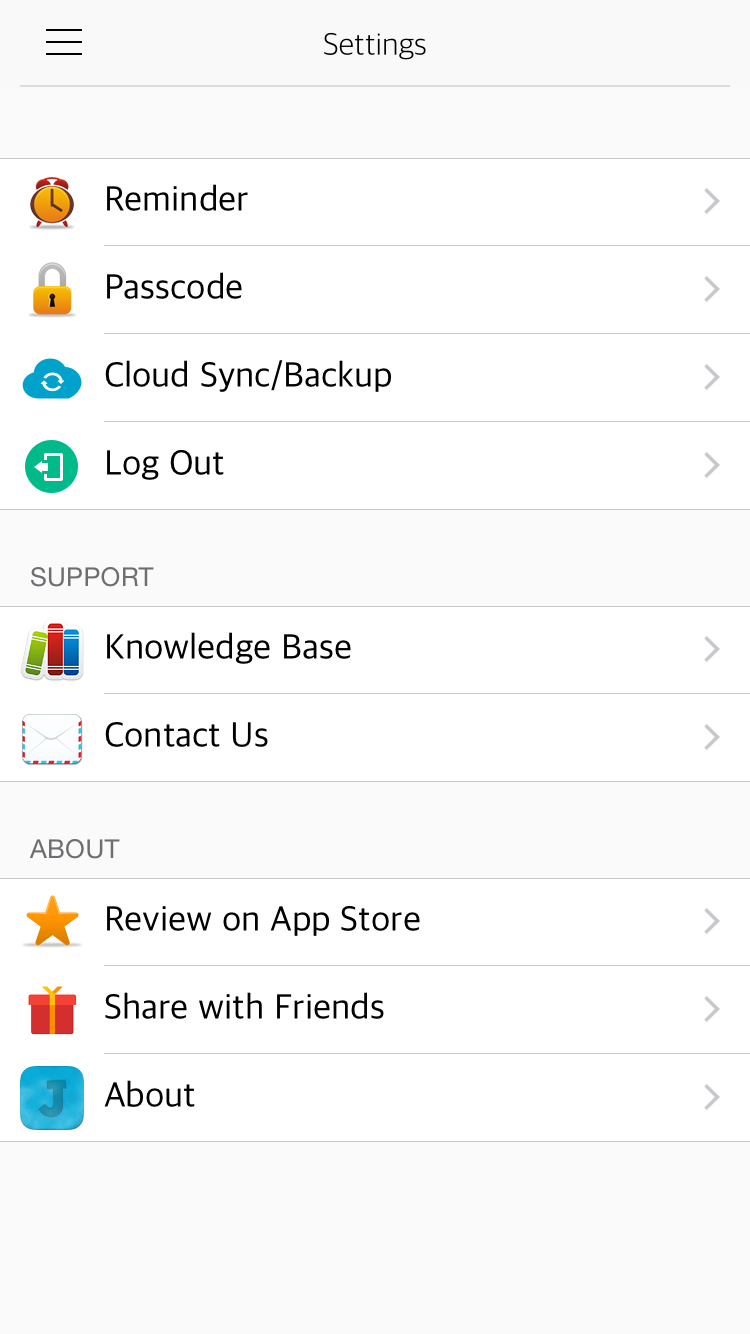 Settings
Reminder
Passcode
Cloud Sync/Backup
Log Out
SUPPORT
Knowledge Base
Contact Us
ABOUT
Review on App Store
Share with Friends
J
About